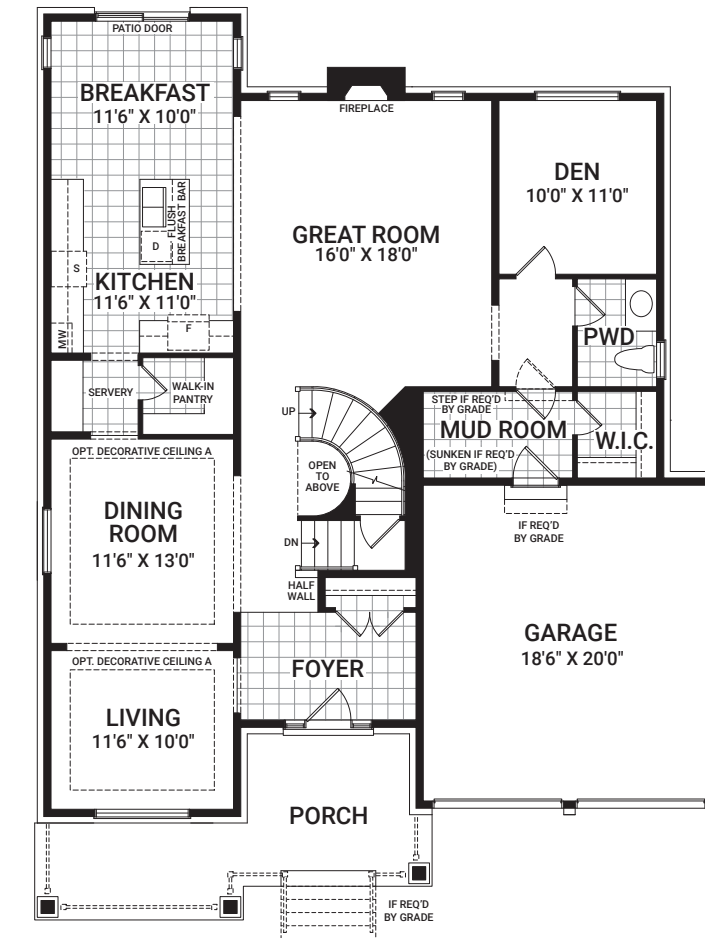 PATIO DOOR
BREAKFAST
11'6" X 10'0"
FIREPLACE
DEN
10'0" X 11'0"
FLUSH
BREAKFAST BAR
D
GREAT ROOM
16'0" X 18'0"
S
KITCHEN
11'6" X 11'0"
F
MW
PWD
SERVERY
WALK-IN
PANTRY
UP
STEP IF REQ'D
BY GRADE
MUD ROOM
(SUNKEN IF REQ'D
BY GRADE)
W.I.C.
OPT. DECORATIVE CEILING A
OPEN
TO
ABOVE
DINING
ROOM
11'6" X 13'0"
DN
IF REQ'D
BY GRADE
HALF
WALL
GARAGE
18'6" X 20'0"
OPT. DECORATIVE CEILING A
FOYER
LIVING
11'6" X 10'0"
PORCH
IF REQ'D
BY GRADE